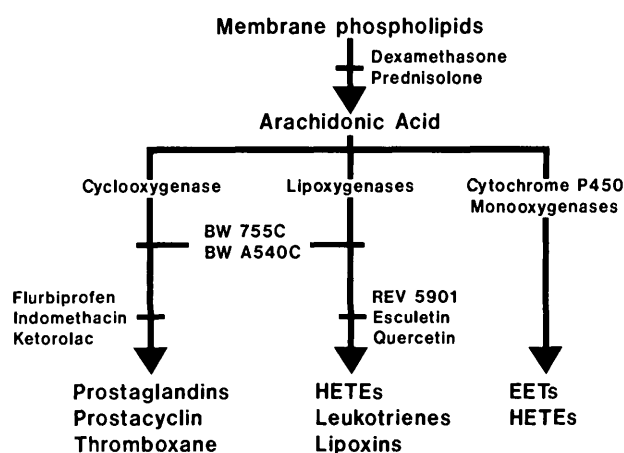 Membrane phospholipids
Dexamethasone
Prednisolone
Arachidonic Acid
Cyclooxygenase
Lipoxygenases
Cytochrome P450
Monooxygenases
BW 755C
BW A540C
Flurbiprofen
Indomethacin
Ketorolac
REV 5901
Esculetin
Quercetin
Prostaglandins
Prostacyclin
Thromboxane
HETEs
Leukotrienes
Lipoxins
EETs
HETEs